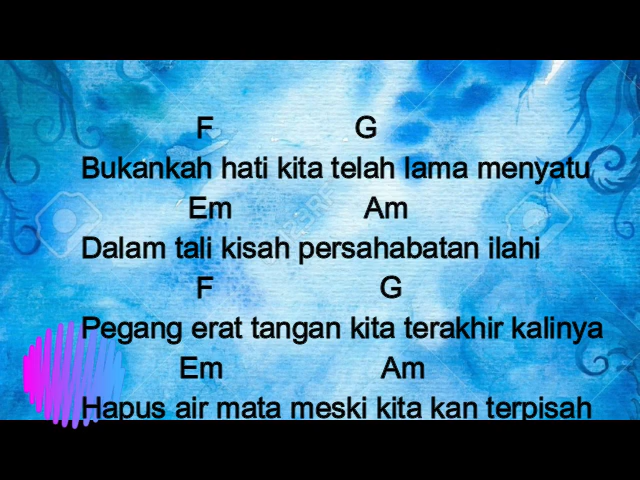 F G
Bukankah hati kita telah lama menyatu
Em Am
Dalam tali kisah persahabatan ilahi
F G
Pegang erat tangan kita terakhir kalinya
Em Am
Hapus air mata meski kita kan terpisah